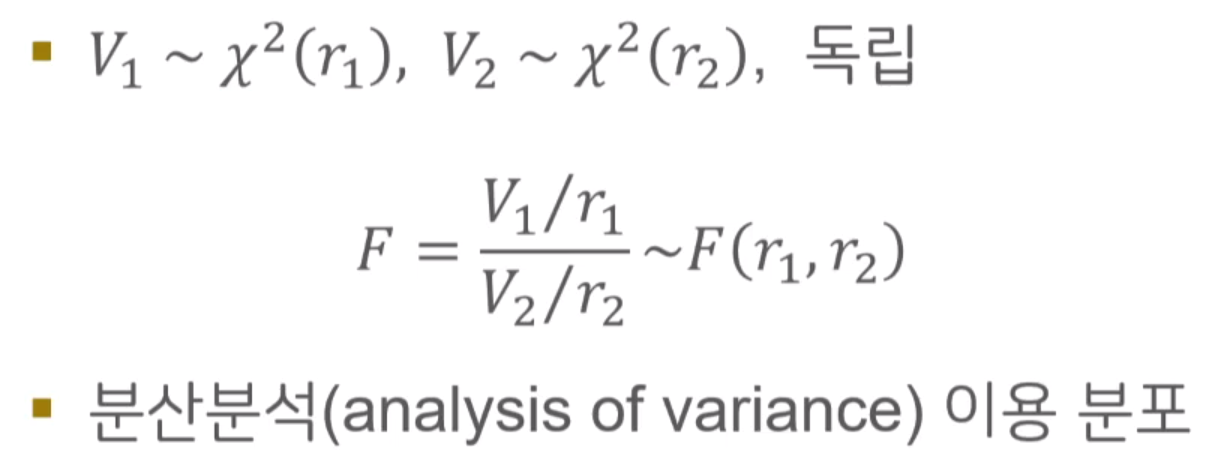 ▪ V₁ ~ χ²(r₁), V₂ ~ χ²(r₂), 독립
F = (V₁/r₁)/(V₂/r₂) ~F(r₁, r₂)
▪ 분산분석(analysis of variance) 이용 분포